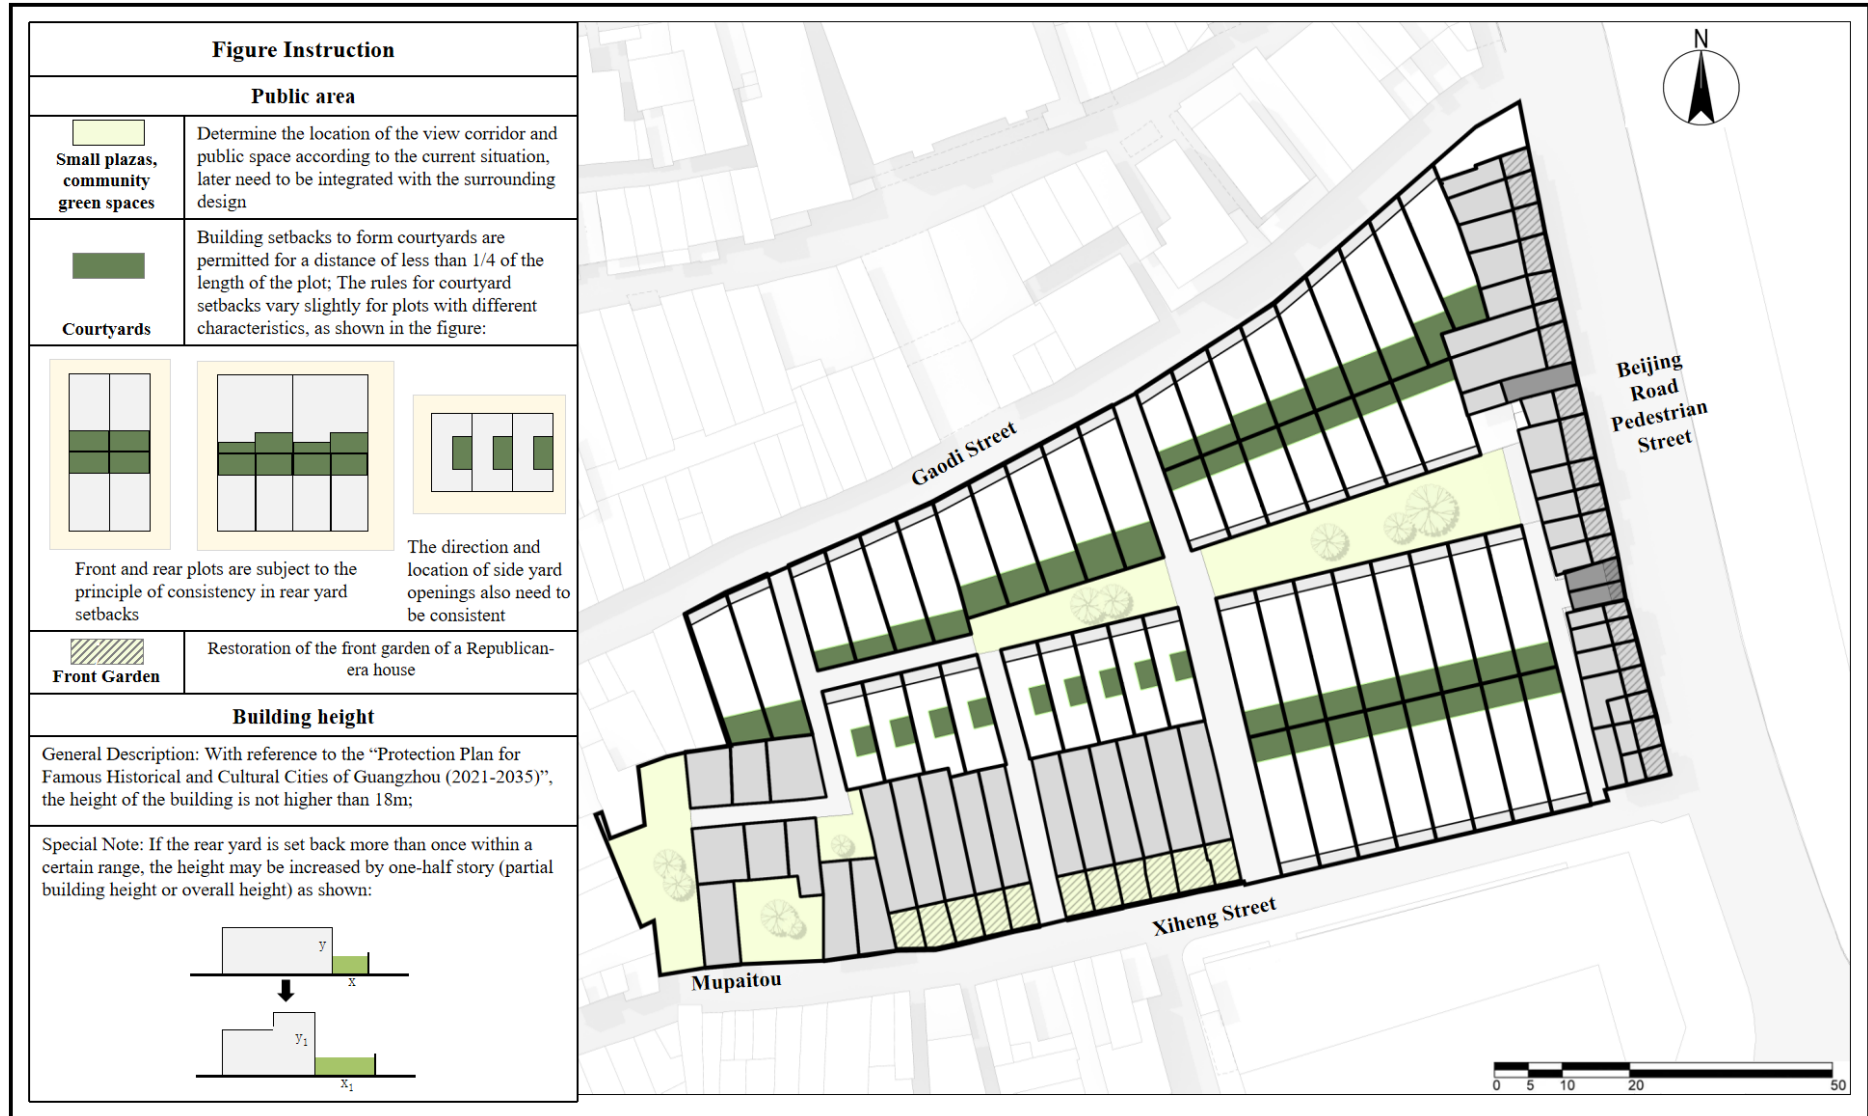 Figure Instruction
Public area
Small plazas,
community
green spaces
Determine the location of the view corridor and
public space according to the current situation,
later need to be integrated with the surrounding
design
Courtyards
Building setbacks to form courtyards are
permitted for a distance of less than 1/4 of the
length of the plot; The rules for courtyard
setbacks vary slightly for plots with different
characteristics, as shown in the figure:
Front and rear plots are subject to the
principle of consistency in rear yard
setbacks
The direction and
location of side yard
openings also need to
be consistent
Front Garden
Restoration of the front garden of a Republican-
era house
Building height
General Description: With reference to the “Protection Plan for
Famous Historical and Cultural Cities of Guangzhou (2021-2035)”,
the height of the building is not higher than 18m;
Special Note: If the rear yard is set back more than once within a
certain range, the height may be increased by one-half story (partial
building height or overall height) as shown:
y
x
y₁
x₁
N
Gaodi Street
Beijing
Road
Pedestrian
Street
Xiheng Street
Mupaitou
0 5 10 20 50